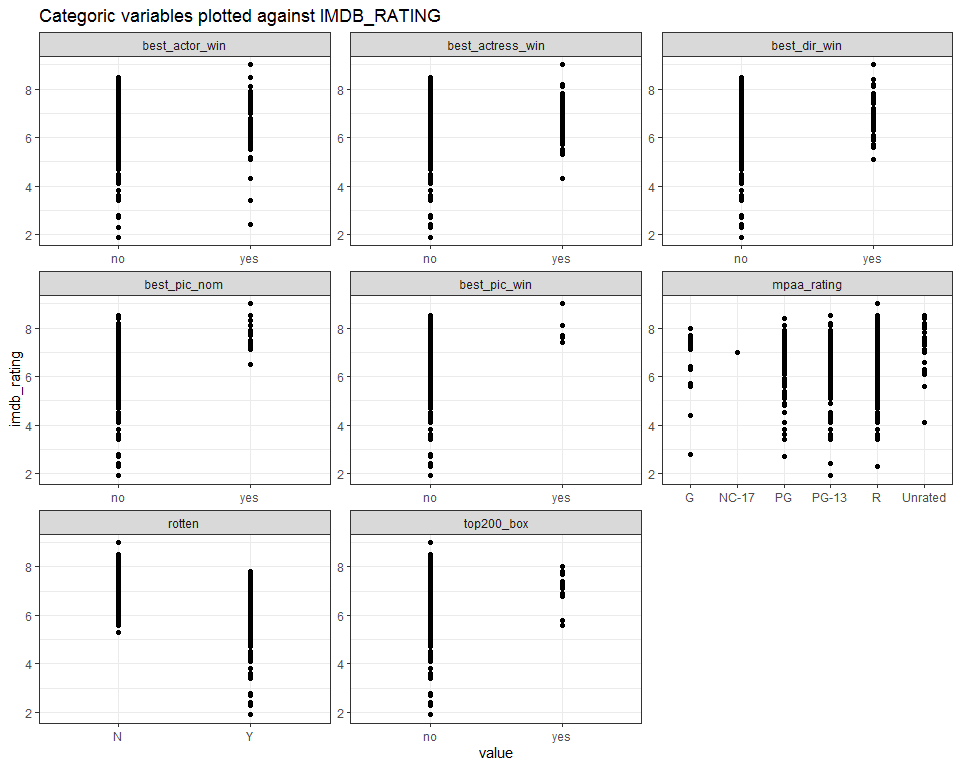 Categoric variables plotted against IMDB_RATING
best_actor_win
best_actress_win
best_dir_win
8
6
4
2
8
6
4
2
8
6
4
2
no yes
no yes
no yes
best_pic_nom
best_pic_win
mpaa_rating
imdb_rating
8
6
4
2
8
6
4
2
8
6
4
2
no yes
no yes
G NC-17 PG PG-13 R Unrated
rotten
top200_box
8
6
4
2
8
6
4
2
N Y
no yes
value